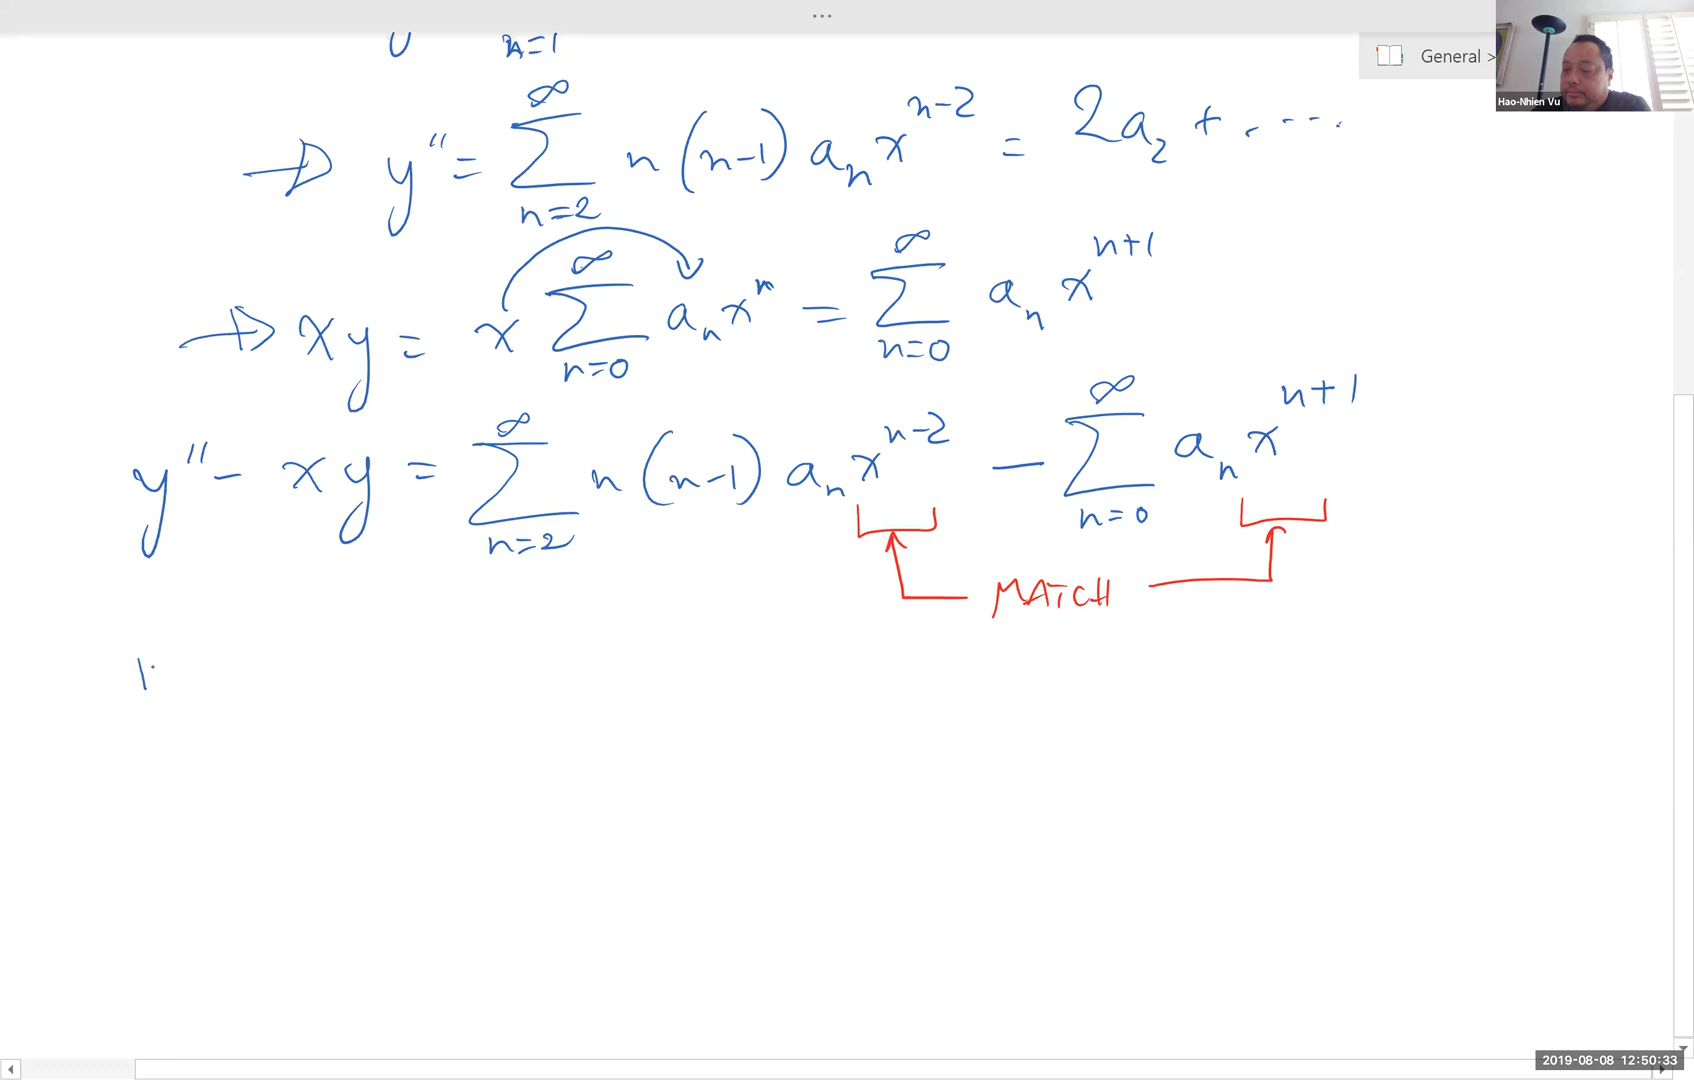 ...
n=1
General >
Hao-Nhien Vu
→ y'' = ∑_{n=2}^{∞} n(n-1) a_n x^{n-2} = 2a_2 + . ....
→ xy = x ∑_{n=0}^{∞} a_n x^n = ∑_{n=0}^{∞} a_n x^{n+1}
y'' - xy = ∑_{n=2}^{∞} n(n-1) a_n x^{n-2} - ∑_{n=0}^{∞} a_n x^{n+1}
MATCH
2019-08-08 12:50:33